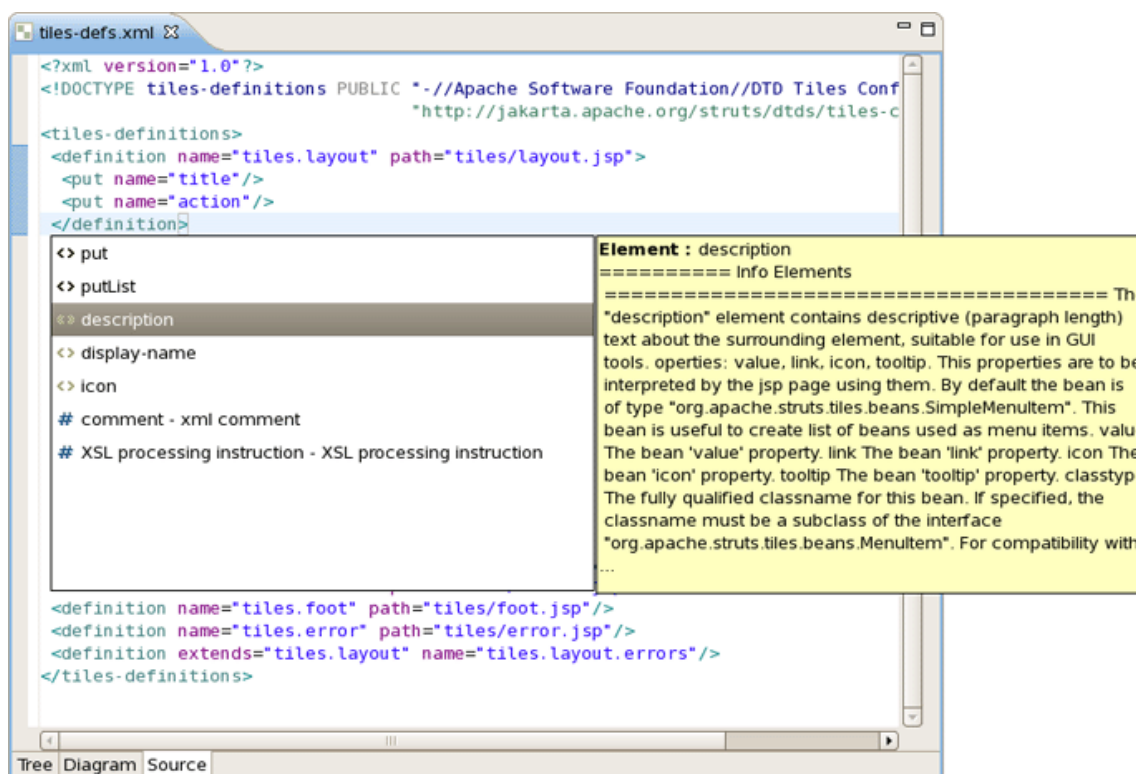 tiles-defs.xml
<?xml version="1.0"?>
<!DOCTYPE tiles-definitions PUBLIC "-//Apache Software Foundation//DTD Tiles Conf
"http://jakarta.apache.org/struts/dtds/tiles-c
<tiles-definitions>
<definition name="tiles.layout" path="tiles/layout.jsp">
<put name="title"/>
<put name="action"/>
</definition>
<> put
<> putList
<> description
<> display-name
<> icon
# comment - xml comment
# XSL processing instruction - XSL processing instruction
Element : description
========== Info Elements
====================================== Th
"description" element contains descriptive (paragraph length)
text about the surrounding element, suitable for use in GUI
tools. operties: value, link, icon, tooltip. This properties are to be
interpreted by the jsp page using them. By default the bean is
of type "org.apache.struts.tiles.beans.SimpleMenuItem". This
bean is useful to create list of beans used as menu items. valu
The bean 'value' property. link The bean 'link' property. icon The
bean 'icon' property. tooltip The bean 'tooltip' property. classtyp
The fully qualified classname for this bean. If specified, the
classname must be a subclass of the interface
"org.apache.struts.tiles.beans.MenuItem". For compatibility with
...
<definition name="tiles.foot" path="tiles/foot.jsp"/>
<definition name="tiles.error" path="tiles/error.jsp"/>
<definition extends="tiles.layout" name="tiles.layout.errors"/>
</tiles-definitions>
Tree Diagram Source